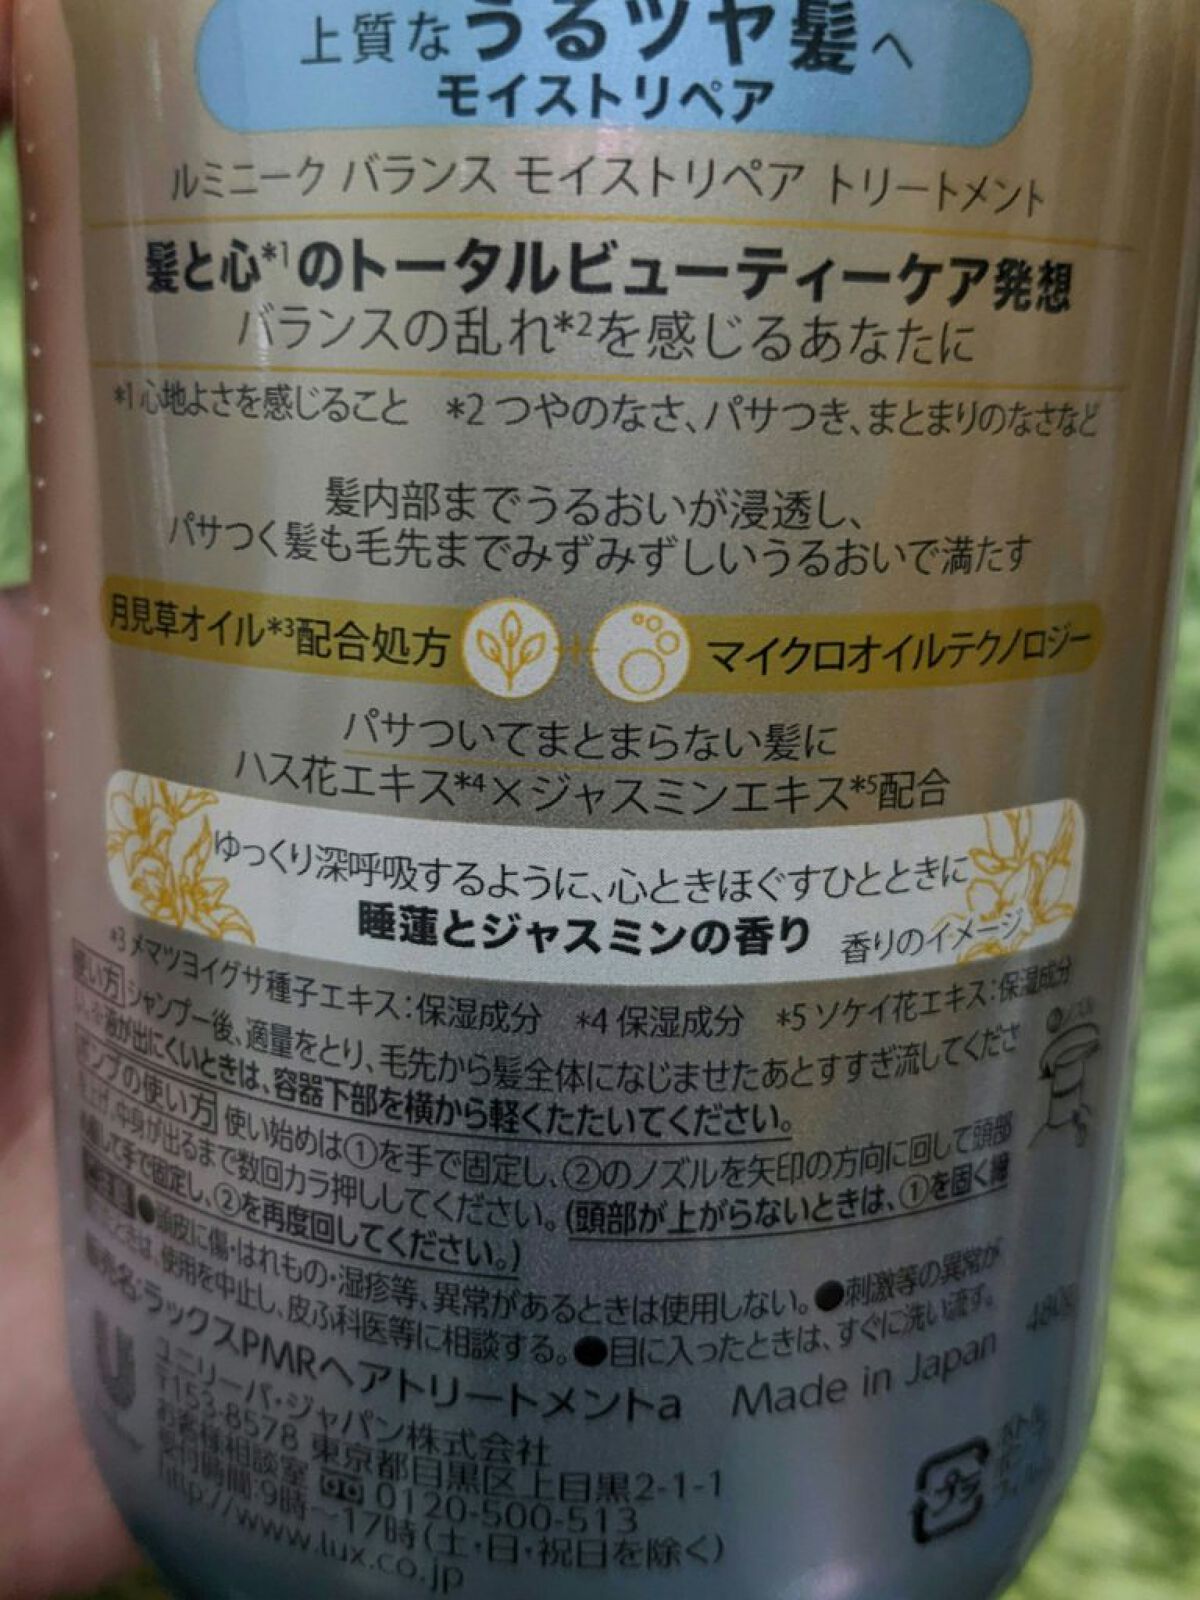 上質なうるツヤ髪へ
モイストリペア
ルミニーク バランス モイストリペア トリートメント
髪と心*1のトータルビューティーケア発想
バランスの乱れ*2を感じるあなたに
*1 心地よさを感じること *2 つやのなさ、パサつき、まとまりのなさなど
髪内部までうるおいが浸透し、
パサつく髪も毛先までみずみずしいうるおいで満たす
月見草オイル*3配合処方 + マイクロオイルテクノロジー
パサついてまとまらない髪に
ハス花エキス*4×ジャスミンエキス*5配合
ゆっくり深呼吸するように、心ときほぐすひとときに
睡蓮とジャスミンの香り 香りのイメージ
*3 メマツヨイグサ種子エキス:保湿成分 *4 保湿成分 *5 ソケイ花エキス:保湿成分
使い方 シャンプー後、適量をとり、毛先から髪全体になじませたあとすすぎ流してくださ
い。※液が出にくいときは、容器下部を横から軽くたたいてください。
ポンプの使い方 使い始めは①を手で固定し、②のノズルを矢印の方向に回して頭部
を上げ、中身が出るまで数回カラ押ししてください。(頭部が上がらないときは、①を固く締
め直して手で固定し、②を再度回してください。)
●頭皮に傷・はれもの・湿疹等、異常があるときは使用しない。●刺激等の異常が
ときは、使用を中止し、皮ふ科医等に相談する。●目に入ったときは、すぐに洗い流す。
販売名:ラックスPMRヘアトリートメントa Made in Japan 480g
ユニリーバ・ジャパン株式会社
〒153-8578 東京都目黒区上目黒2-1-1
お客様相談室 0120-500-513
受付時間:9時〜17時(土・日・祝日を除く)
http://www.lux.co.jp
プラ